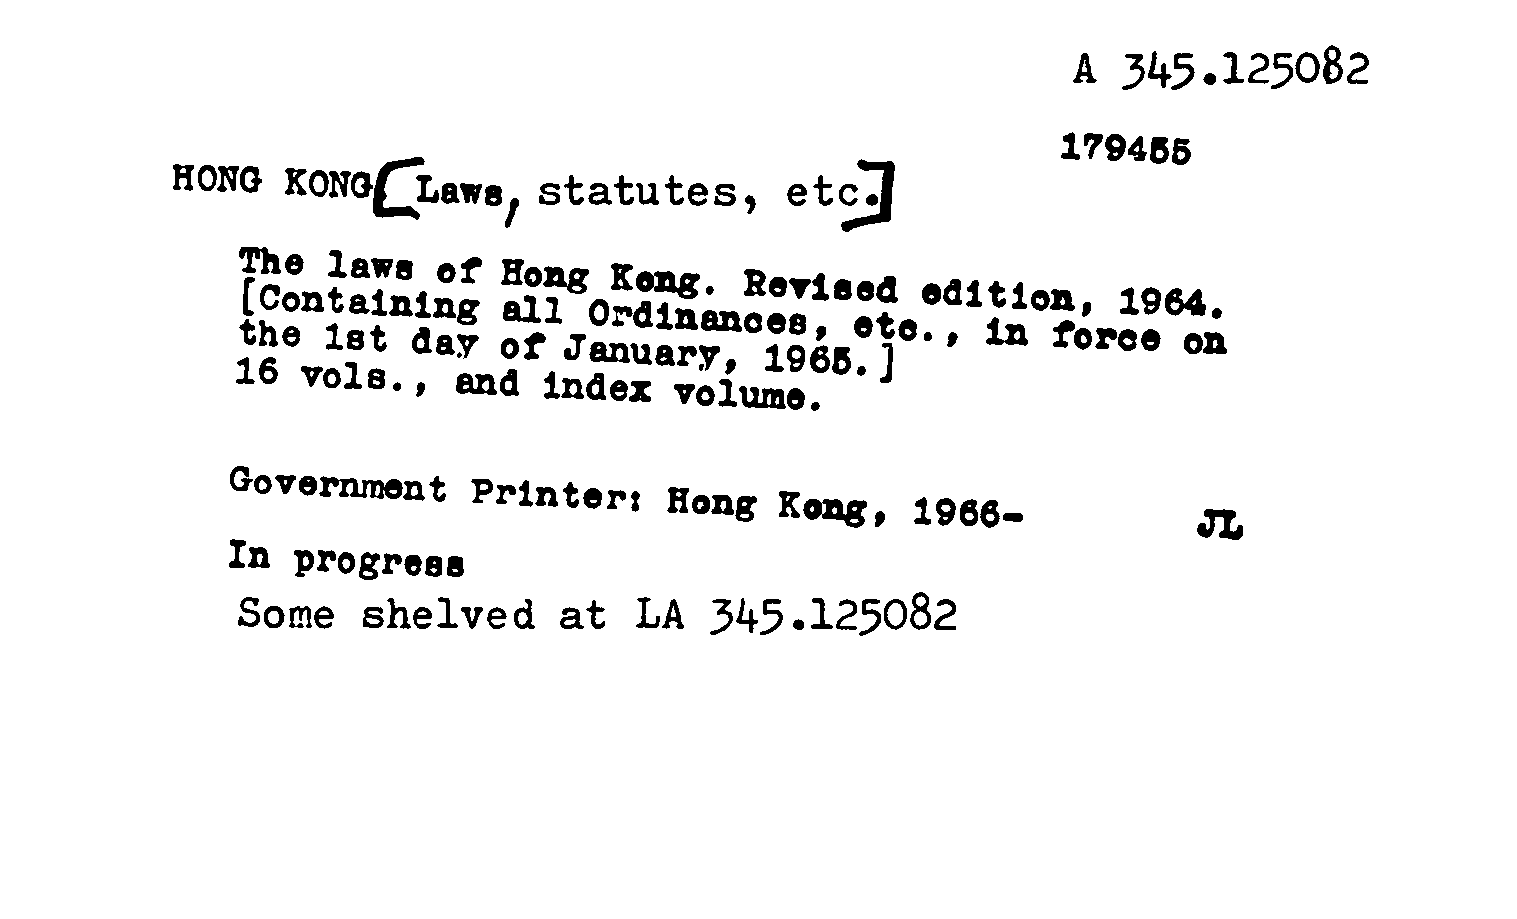 A 345.125082
179455
HONG KONG [Laws, statutes, etc.]
The laws of Hong Kong. Revised edition, 1964.
[Containing all Ordinances, etc., in force on
the 1st day of January, 1965.]
16 vols., and index volume.
Government Printer: Hong Kong, 1966-
JL
In progress
Some shelved at LA 345.125082